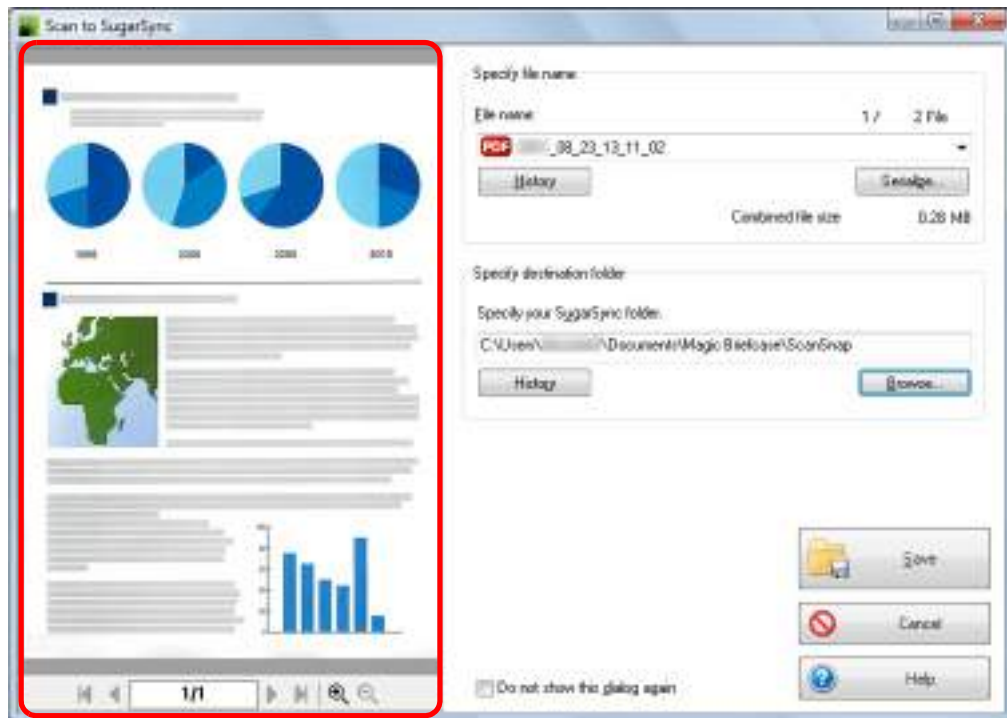 Scan to SugarSync
Specify file name
File name 1 / 2 File
PDF _08_23_13_11_02
History Serialize...
Combined file size 0.28 MB
Specify destination folder
Specify your SugarSync folder.
C:\Users\ \Documents\Magic Briefcase\ScanSnap
History Browse...
Save
Cancel
Help
Do not show this dialog again
1/1